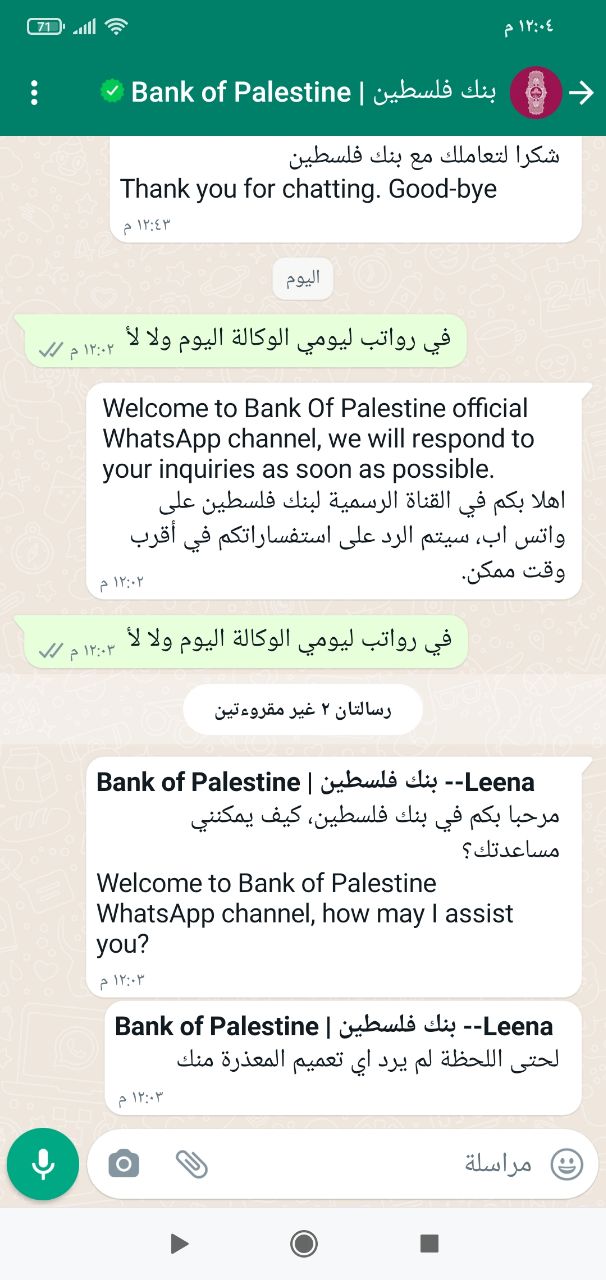 ١٢:٠٤ م
71
Bank of Palestine | بنك فلسطين
شكرا لتعاملك مع بنك فلسطين
Thank you for chatting. Good-bye
١٢:٤٣ م
اليوم
في رواتب ليومي الوكالة اليوم ولا لأ
١٢:٠٢ م
Welcome to Bank Of Palestine official
WhatsApp channel, we will respond to
your inquiries as soon as possible.
اهلا بكم في القناة الرسمية لبنك فلسطين على
واتس اب، سيتم الرد على استفساراتكم في أقرب
وقت ممكن.
١٢:٠٢ م
في رواتب ليومي الوكالة اليوم ولا لأ
١٢:٠٣ م
رسالتان ٢ غير مقروءتين
Bank of Palestine | بنك فلسطين --Leena
مرحبا بكم في بنك فلسطين، كيف يمكنني
مساعدتك؟
Welcome to Bank of Palestine
WhatsApp channel, how may I assist
you?
١٢:٠٣ م
Bank of Palestine | بنك فلسطين --Leena
لحتى اللحظة لم يرد اي تعميم المعذرة منك
١٢:٠٣ م
مراسلة